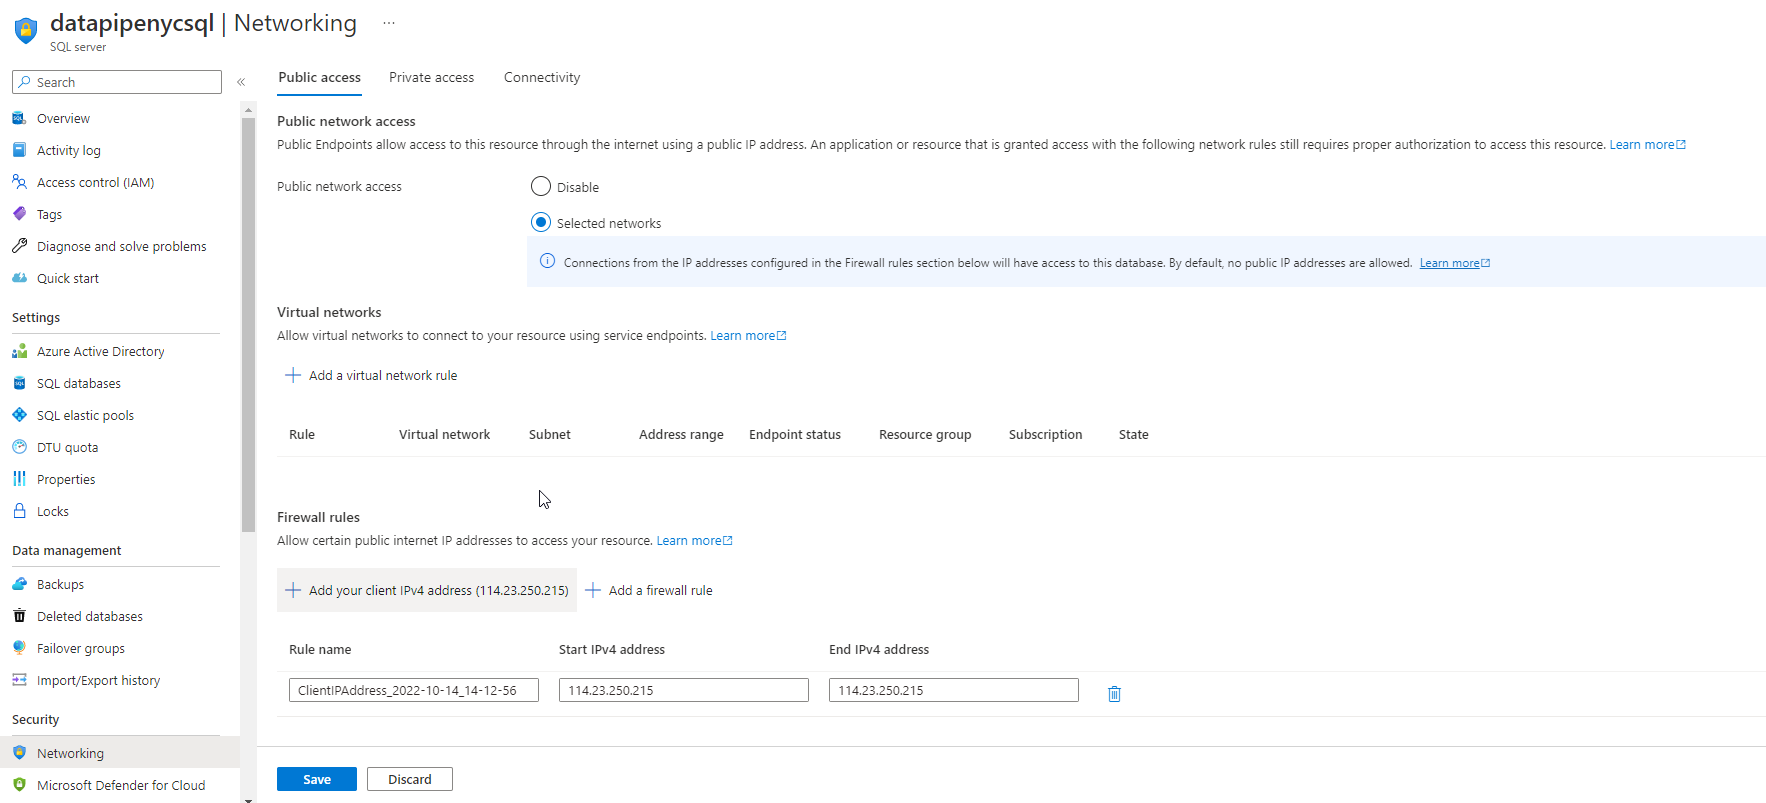 datapipenycsql | Networking ...
SQL server
Search
«
Overview
Activity log
Access control (IAM)
Tags
Diagnose and solve problems
Quick start
Settings
Azure Active Directory
SQL databases
SQL elastic pools
DTU quota
Properties
Locks
Data management
Backups
Deleted databases
Failover groups
Import/Export history
Security
Networking
Microsoft Defender for Cloud
Public access Private access Connectivity
Public network access
Public Endpoints allow access to this resource through the internet using a public IP address. An application or resource that is granted access with the following network rules still requires proper authorization to access this resource. Learn more
Public network access
Disable
Selected networks
Connections from the IP addresses configured in the Firewall rules section below will have access to this database. By default, no public IP addresses are allowed. Learn more
Virtual networks
Allow virtual networks to connect to your resource using service endpoints. Learn more
Add a virtual network rule
Rule Virtual network Subnet Address range Endpoint status Resource group Subscription State
Firewall rules
Allow certain public internet IP addresses to access your resource. Learn more
Add your client IPv4 address (114.23.250.215) Add a firewall rule
Rule name Start IPv4 address End IPv4 address
ClientIPAddress_2022-10-14_14-12-56 114.23.250.215 114.23.250.215
Save Discard